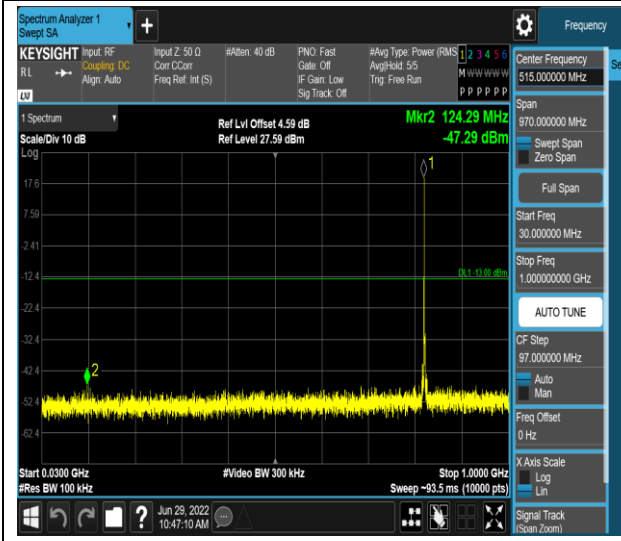 Spectrum Analyzer 1
Swept SA
+
Frequency
KEYSIGHT
RL
LXI
Input: RF
Coupling: DC
Align: Auto
Input Z: 50 Ω
Corr CCorr
Freq Ref: Int (S)
#Atten: 40 dB
PNO: Fast
Gate: Off
IF Gain: Low
Sig Track: Off
#Avg Type: Power (RMS
Avg|Hold: 5/5
Trig: Free Run
1 2 3 4 5 6
M W W W W W
P P P P P P
1 Spectrum
Scale/Div 10 dB
Log
Ref Lvl Offset 4.59 dB
Ref Level 27.59 dBm
Mkr2 124.29 MHz
-47.29 dBm
1
17.6
7.59
-2.41
-12.4
DL1 -13.00 dBm
-22.4
-32.4
-42.4
2
-52.4
-62.4
Start 0.0300 GHz
#Res BW 100 kHz
#Video BW 300 kHz
Stop 1.0000 GHz
Sweep ~93.5 ms (10000 pts)
?
Jun 29, 2022
10:47:10 AM
Center Frequency
515.000000 MHz
Se
Span
970.000000 MHz
Swept Span
Zero Span
Full Span
Start Freq
30.000000 MHz
Stop Freq
1.000000000 GHz
AUTO TUNE
CF Step
97.000000 MHz
Auto
Man
Freq Offset
0 Hz
X Axis Scale
Log
Lin
Signal Track
(Span Zoom)